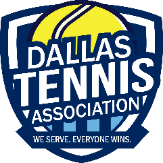 DALLAS
TENNIS
ASSOCIATION
WE SERVE. EVERYONE WINS.